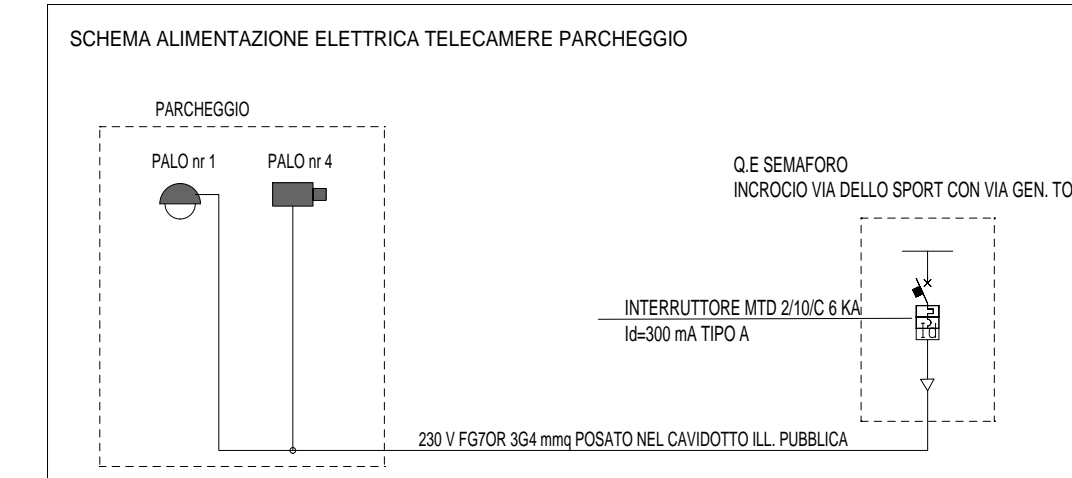 SCHEMA ALIMENTAZIONE ELETTRICA TELECAMERE PARCHEGGIO
PARCHEGGIO
PALO nr 1
PALO nr 4
Q.E SEMAFORO
INCROCIO VIA DELLO SPORT CON VIA GEN. TO
INTERRUTTORE MTD 2/10/C 6 KA
Id=300 mA TIPO A
Id
230 V FG7OR 3G4 mmq POSATO NEL CAVIDOTTO ILL. PUBBLICA